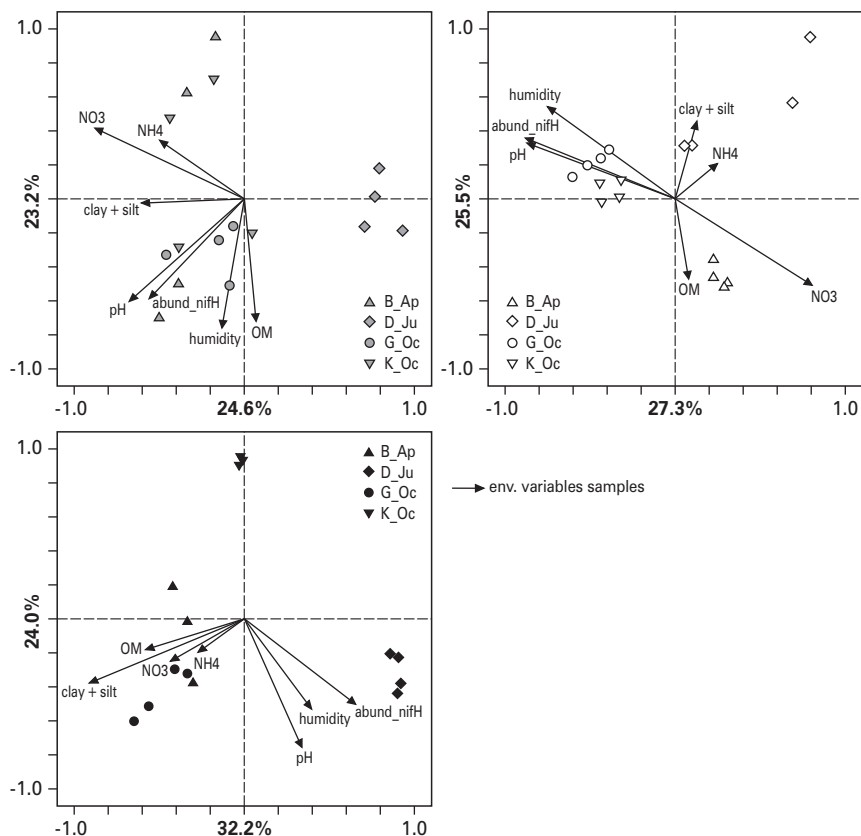 1.0
NO3
NH4
23.2%
clay + silt
pH
abund_nifH
humidity
OM
B_Ap
D_Ju
G_Oc
K_Oc
-1.0
-1.0
24.6%
1.0
1.0
humidity
abund_nifH
pH
clay + silt
NH4
25.5%
OM
NO3
B_Ap
D_Ju
G_Oc
K_Oc
-1.0
-1.0
27.3%
1.0
1.0
B_Ap
D_Ju
G_Oc
K_Oc
24.0%
OM
NO3
NH4
clay + silt
humidity
abund_nifH
pH
-1.0
-1.0
32.2%
1.0
env. variables samples